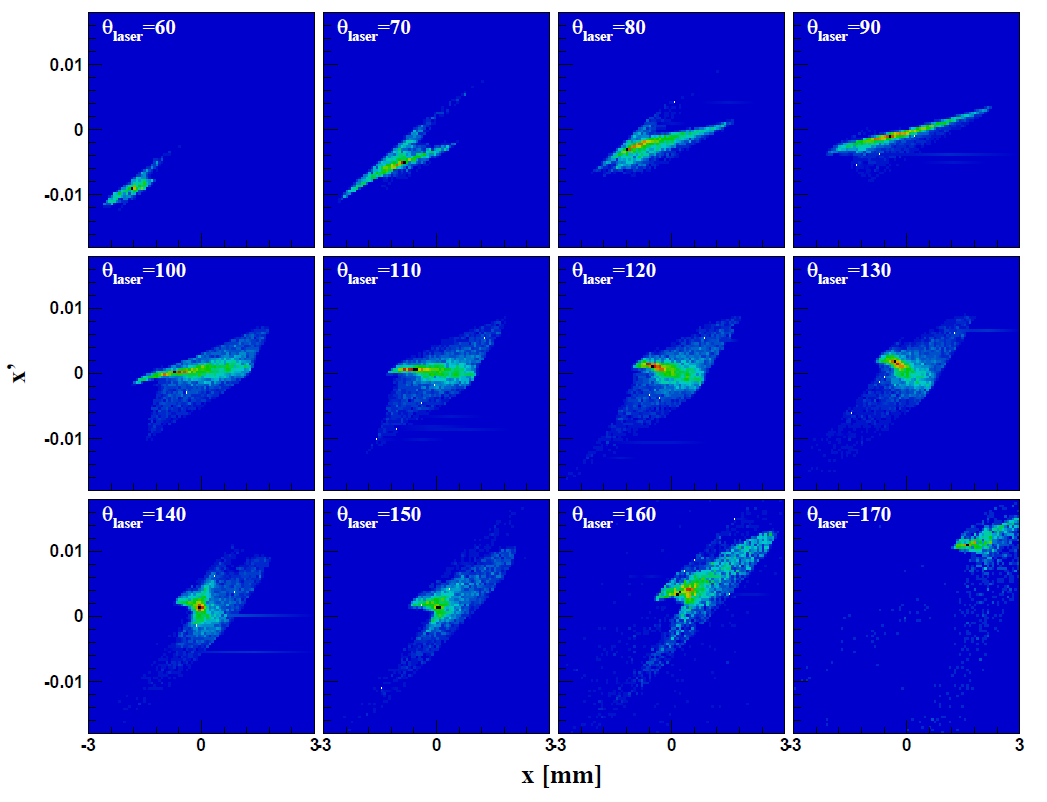 θlaser=60 θlaser=70 θlaser=80 θlaser=90
0.01
0
-0.01
θlaser=100 θlaser=110 θlaser=120 θlaser=130
0.01
0
x’
-0.01
θlaser=140 θlaser=150 θlaser=160 θlaser=170
0.01
0
-0.01
-3 0 3-3 0 3-3 0 3-3 0 3
x [mm]